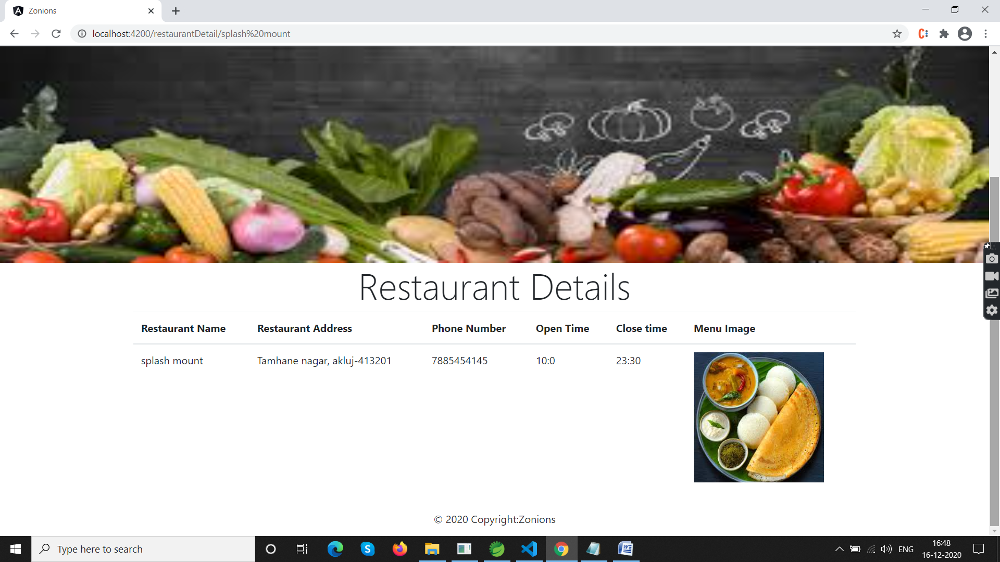 Zonions
localhost:4200/restaurantDetail/splash%20mount
Restaurant Details
Restaurant Name Restaurant Address Phone Number Open Time Close time Menu Image
splash mount Tamhane nagar, akluj-413201 7885454145 10:0 23:30
© 2020 Copyright:Zonions
Type here to search
ENG
16:48
16-12-2020